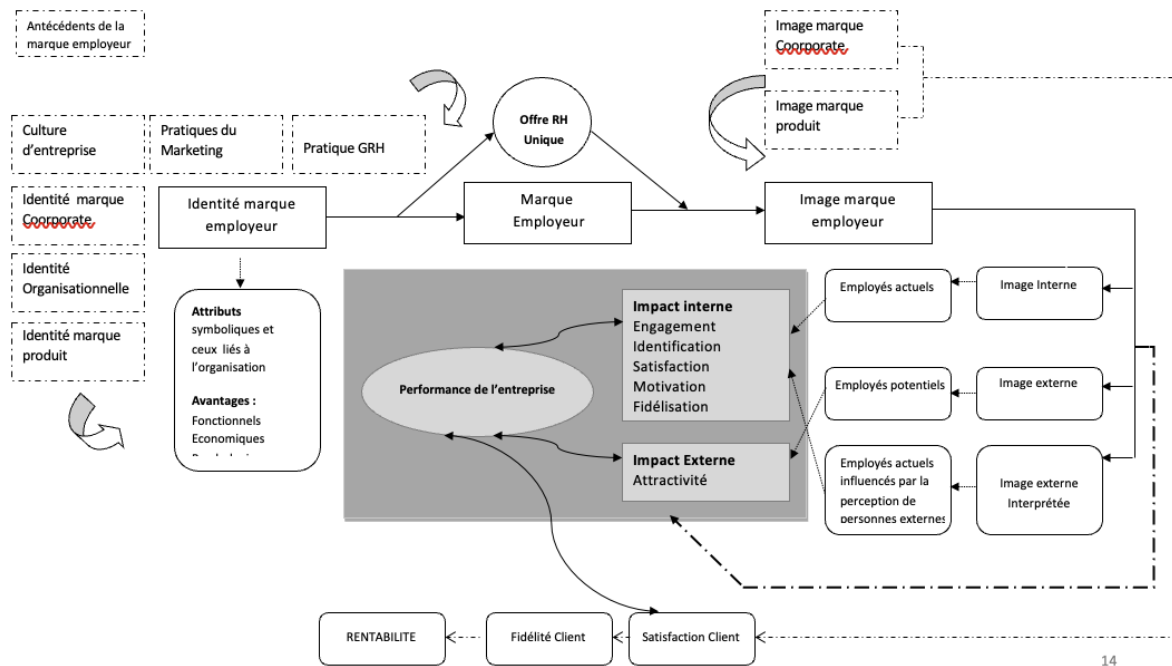 Antécédents de la
marque employeur
Image marque
Coorporate
Image marque
produit
Offre RH
Unique
Culture
d’entreprise
Pratiques du
Marketing
Pratique GRH
Identité marque
Coorporate
Identité marque
employeur
Marque
Employeur
Image marque
employeur
Identité
Organisationnelle
Identité marque
produit
Attributs
symboliques et
ceux liés à
l’organisation
Avantages :
Fonctionnels
Economiques
Performance de l’entreprise
Impact interne
Engagement
Identification
Satisfaction
Motivation
Fidélisation
Impact Externe
Attractivité
Employés actuels
Image Interne
Employés potentiels
Image externe
Employés actuels
influencés par la
perception de
personnes externes
Image externe
Interprétée
RENTABILITE
Fidélité Client
Satisfaction Client
14